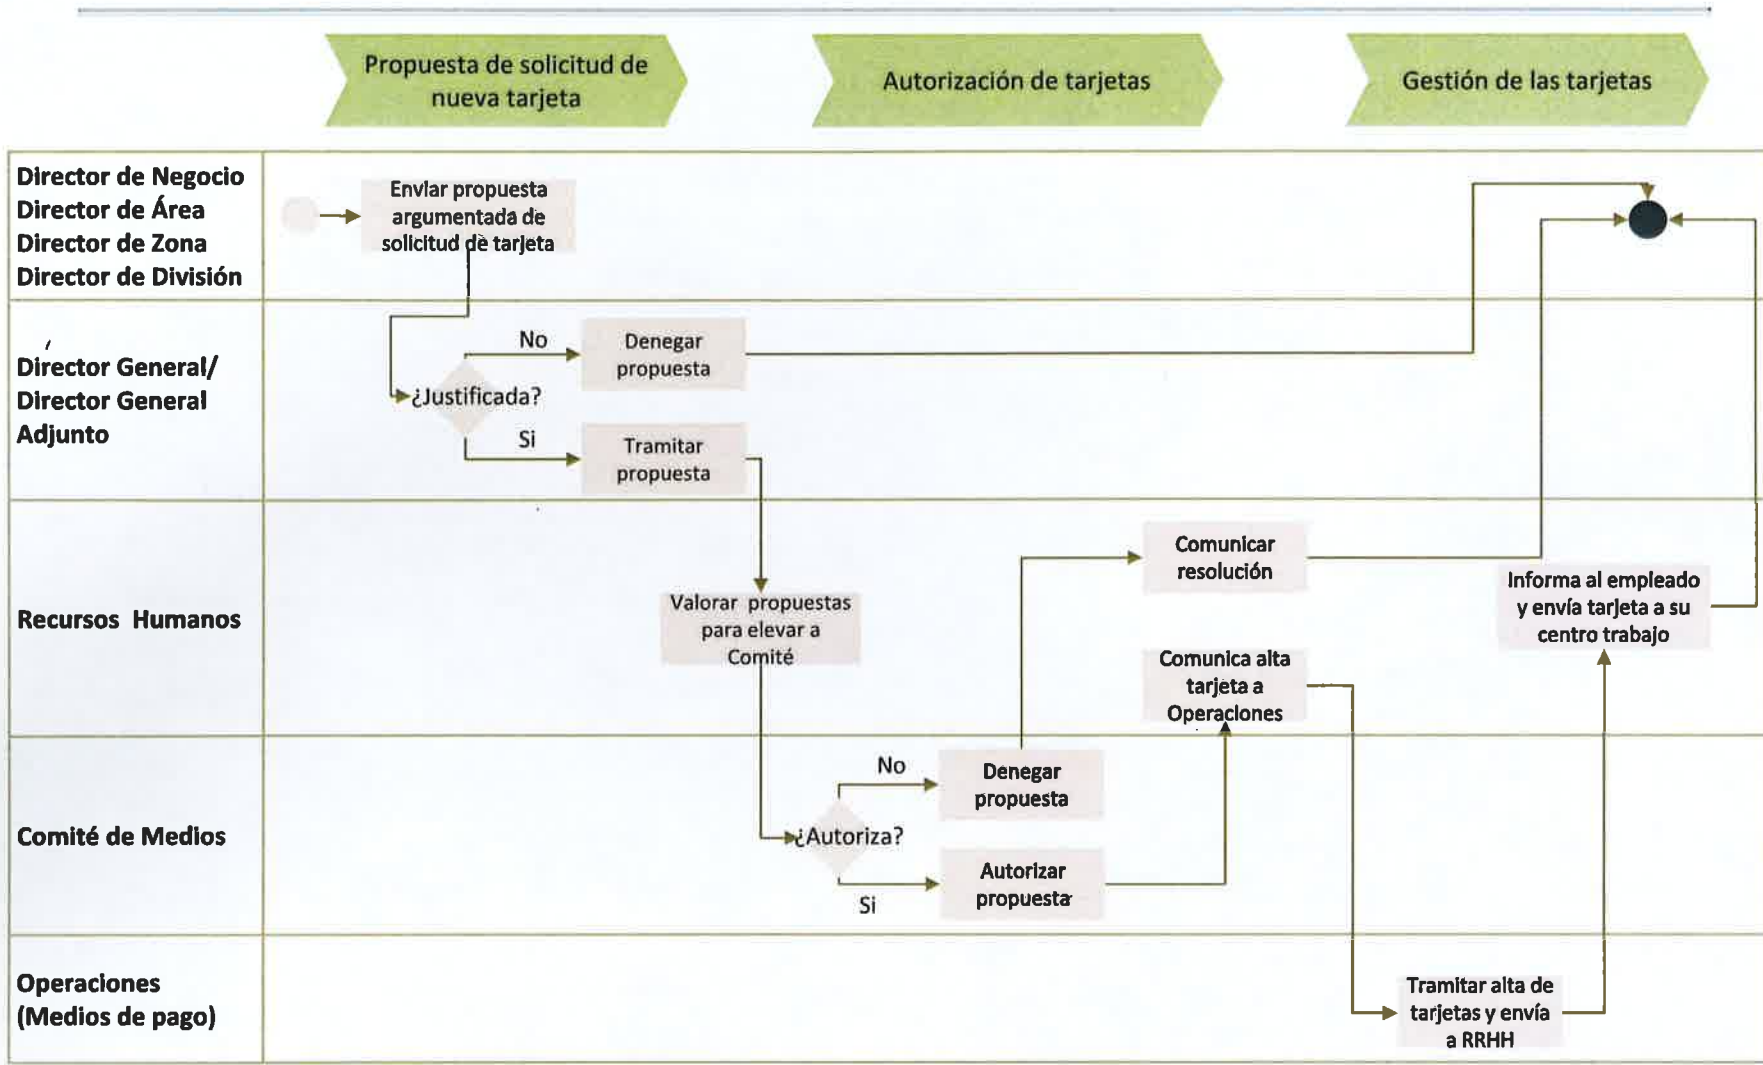 Propuesta de solicitud de
nueva tarjeta
Autorización de tarjetas
Gestión de las tarjetas
Director de Negocio
Director de Área
Director de Zona
Director de División
Enviar propuesta
argumentada de
solicitud de tarjeta
Director General/
Director General
Adjunto
¿Justificada?
No
Denegar
propuesta
Si
Tramitar
propuesta
Recursos Humanos
Valorar propuestas
para elevar a
Comité
Comunicar
resolución
Comunica alta
tarjeta a
Operaciones
Informa al empleado
y envía tarjeta a su
centro trabajo
Comité de Medios
¿Autoriza?
No
Denegar
propuesta
Si
Autorizar
propuesta
Operaciones
(Medios de pago)
Tramitar alta de
tarjetas y envía
a RRHH